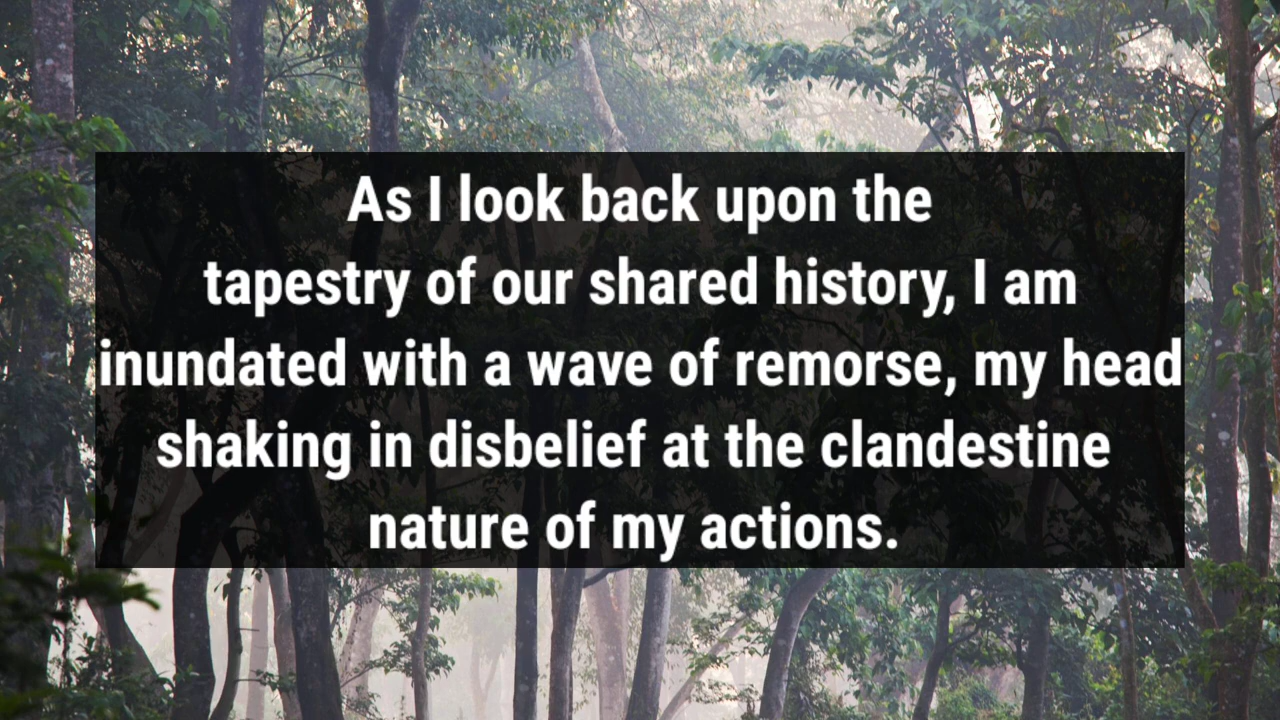 As I look back upon the
tapestry of our shared history, I am
inundated with a wave of remorse, my head
shaking in disbelief at the clandestine
nature of my actions.